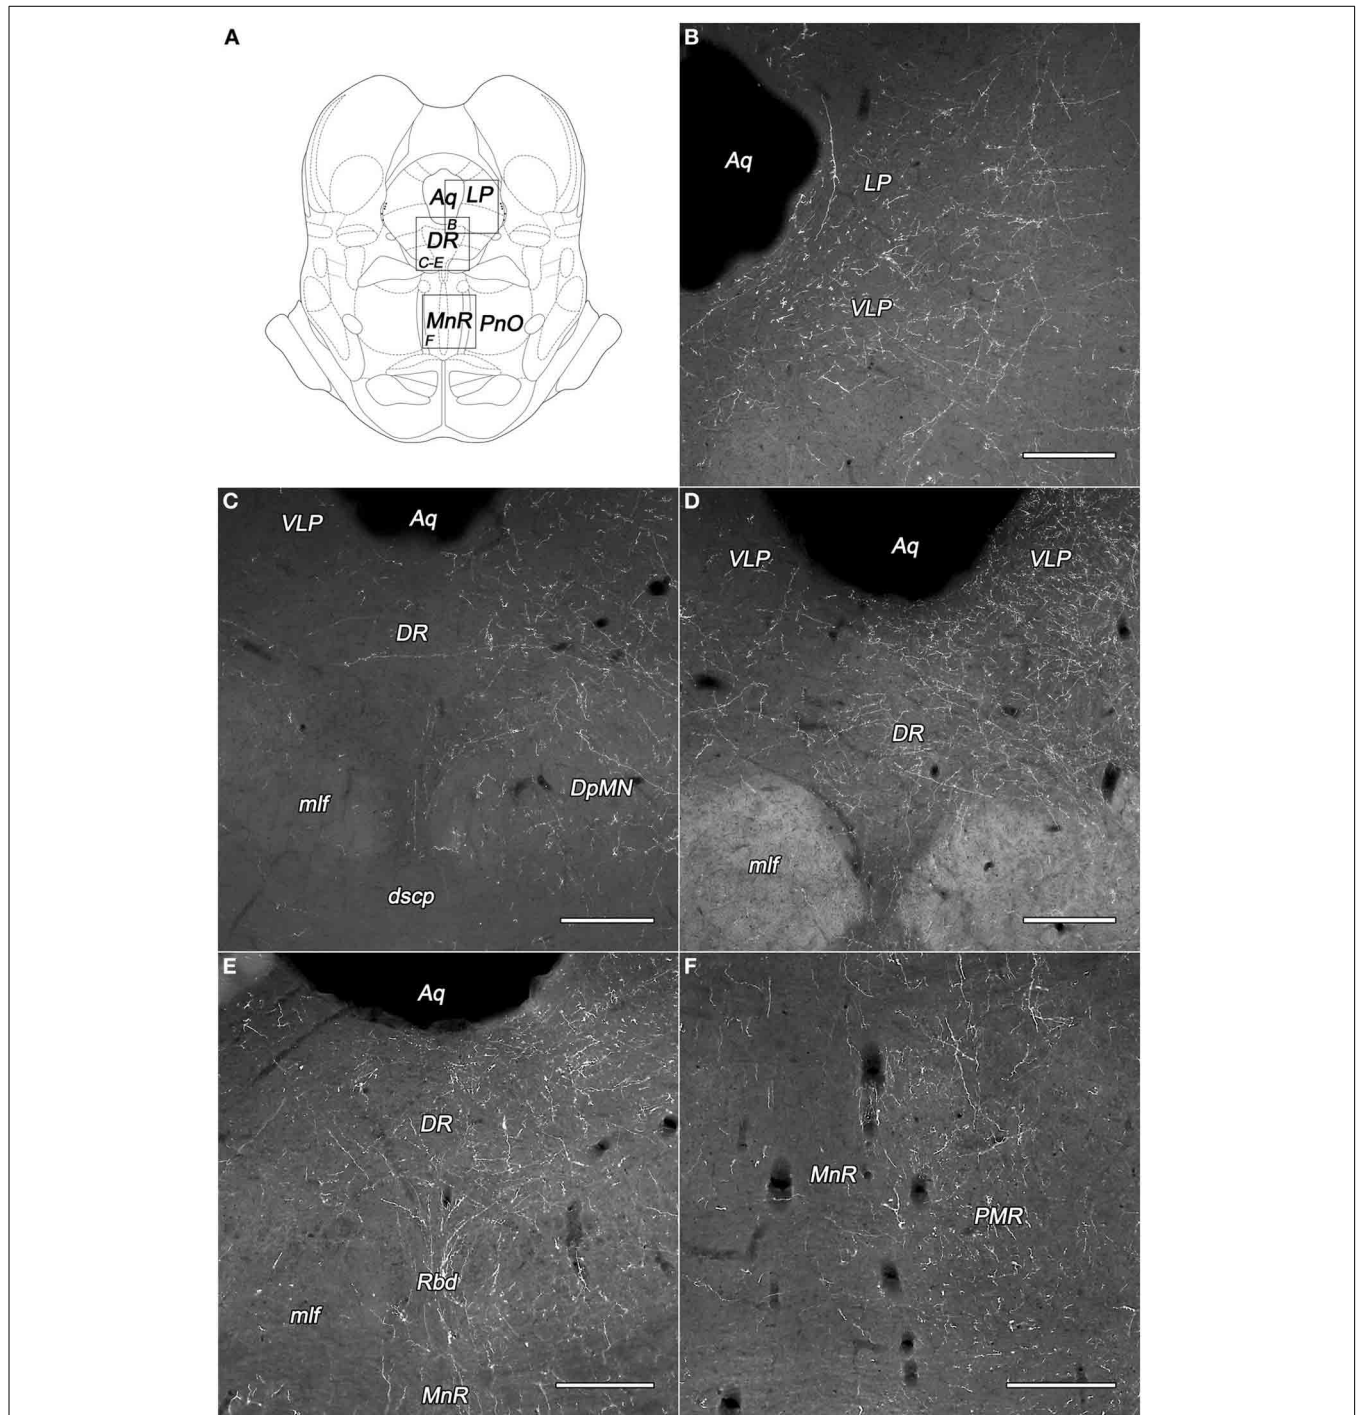 A
Aq LP
B
DR
C-E
MnR PnO
F
B
Aq
LP
VLP
C
VLP
Aq
DR
DpMN
mlf
dscp
D
VLP
Aq
VLP
DR
mlf
E
Aq
DR
Rbd
mlf
MnR
F
MnR
PMR